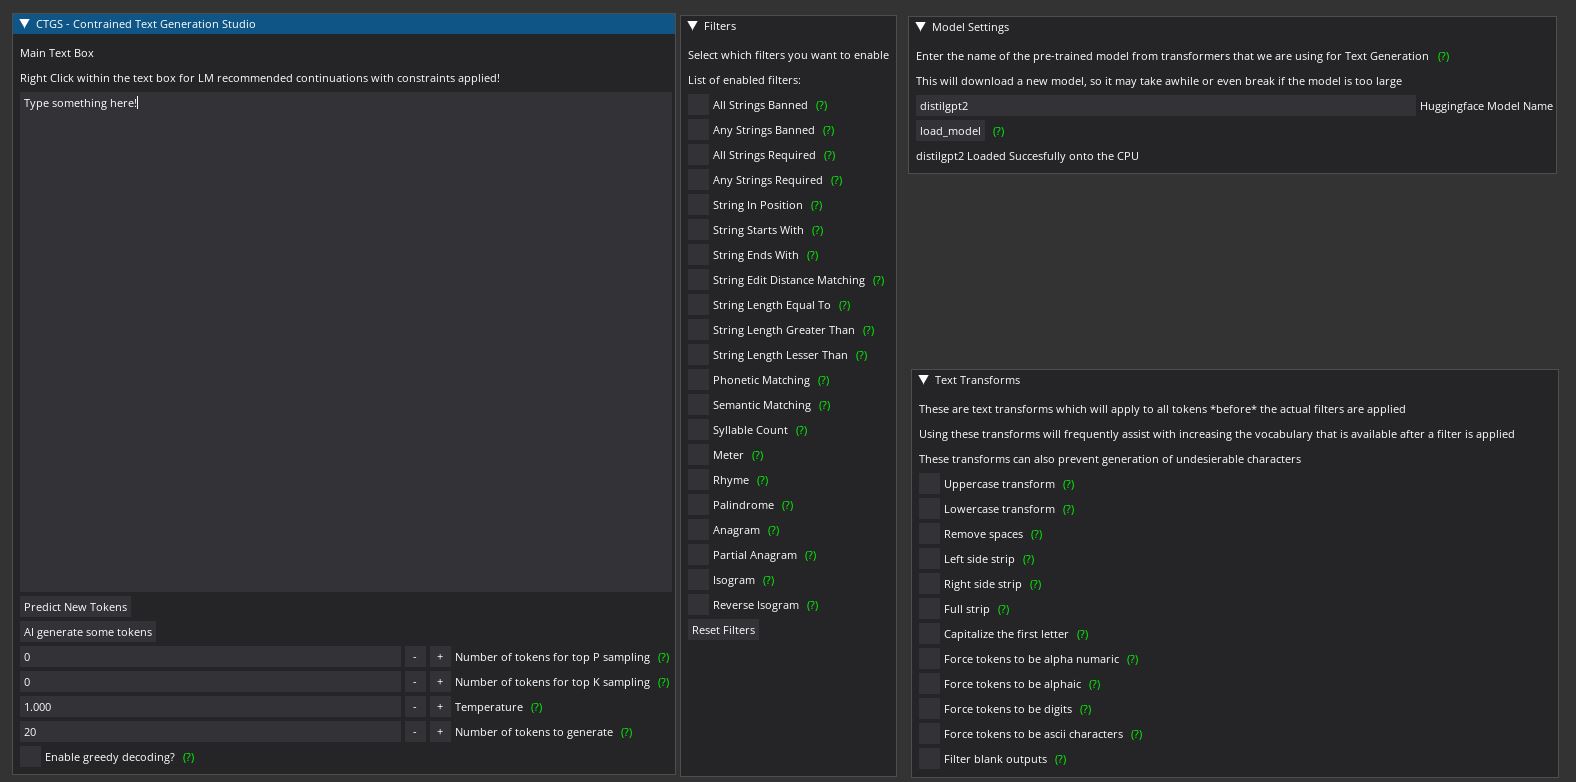 CTGS - Contrained Text Generation Studio
Main Text Box
Right Click within the text box for LM recommended continuations with constraints applied!
Type something here!
Predict New Tokens
AI generate some tokens
0 - + Number of tokens for top P sampling (?)
0 - + Number of tokens for top K sampling (?)
1.000 - + Temperature (?)
20 - + Number of tokens to generate (?)
Enable greedy decoding? (?)
Filters
Select which filters you want to enable
List of enabled filters:
All Strings Banned (?)
Any Strings Banned (?)
All Strings Required (?)
Any Strings Required (?)
String In Position (?)
String Starts With (?)
String Ends With (?)
String Edit Distance Matching (?)
String Length Equal To (?)
String Length Greater Than (?)
String Length Lesser Than (?)
Phonetic Matching (?)
Semantic Matching (?)
Syllable Count (?)
Meter (?)
Rhyme (?)
Palindrome (?)
Anagram (?)
Partial Anagram (?)
Isogram (?)
Reverse Isogram (?)
Reset Filters
Model Settings
Enter the name of the pre-trained model from transformers that we are using for Text Generation (?)
This will download a new model, so it may take awhile or even break if the model is too large
distilgpt2 Huggingface Model Name
load_model (?)
distilgpt2 Loaded Succesfully onto the CPU
Text Transforms
These are text transforms which will apply to all tokens *before* the actual filters are applied
Using these transforms will frequently assist with increasing the vocabulary that is available after a filter is applied
These transforms can also prevent generation of undesierable characters
Uppercase transform (?)
Lowercase transform (?)
Remove spaces (?)
Left side strip (?)
Right side strip (?)
Full strip (?)
Capitalize the first letter (?)
Force tokens to be alpha numaric (?)
Force tokens to be alphaic (?)
Force tokens to be digits (?)
Force tokens to be ascii characters (?)
Filter blank outputs (?)